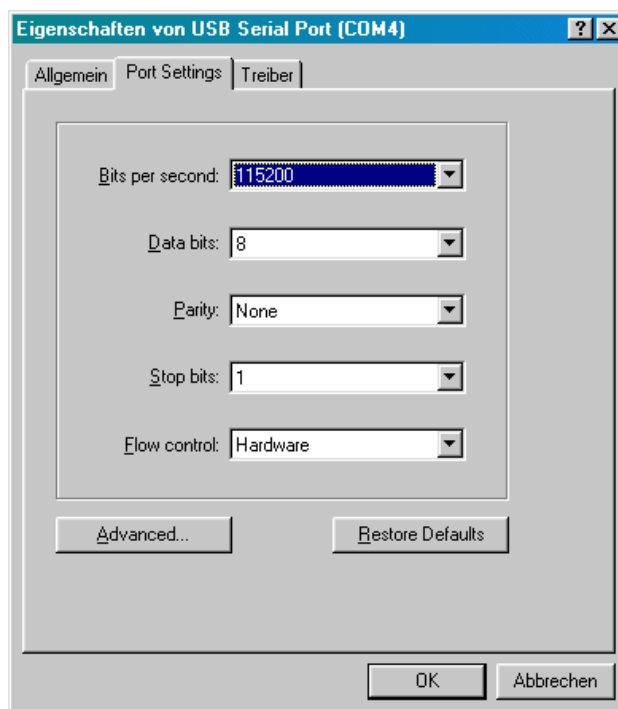 Eigenschaften von USB Serial Port (COM4)
Allgemein Port Settings Treiber
Bits per second: 115200
Data bits: 8
Parity: None
Stop bits: 1
Flow control: Hardware
Advanced... Restore Defaults
OK Abbrechen